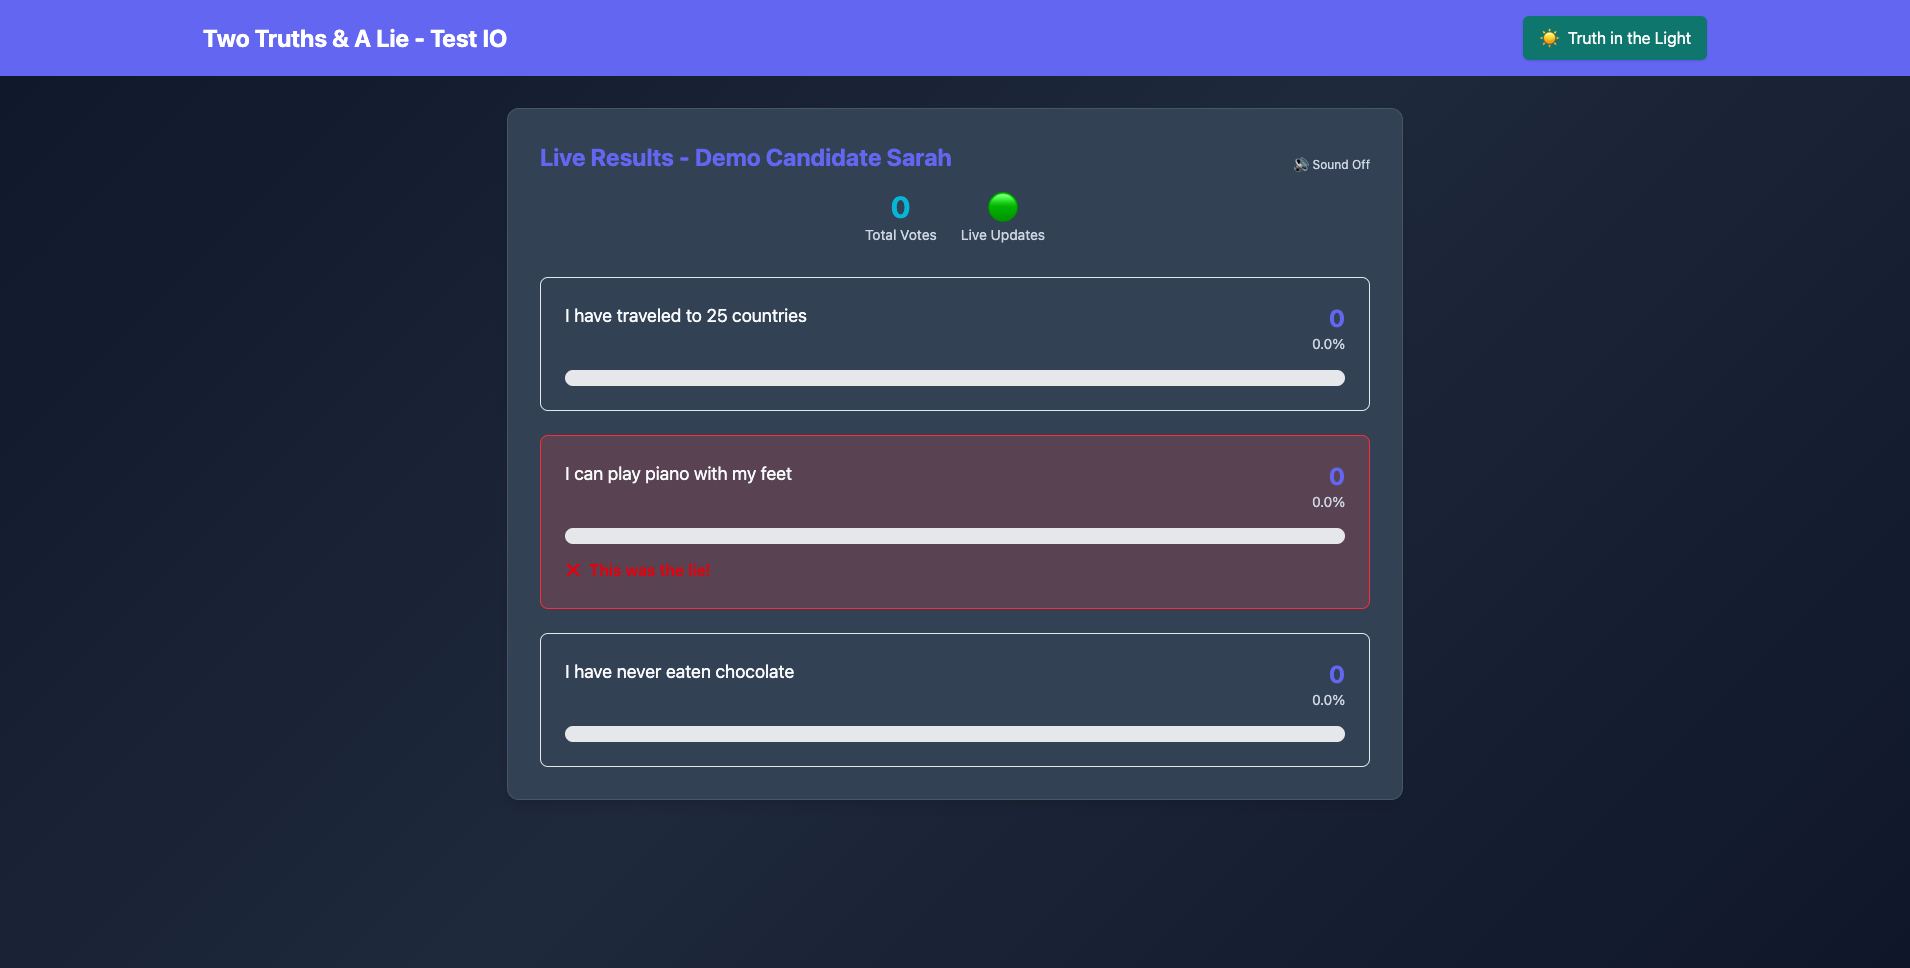 Two Truths & A Lie - Test IO
☀️ Truth in the Light
Live Results - Demo Candidate Sarah
🔊 Sound Off
0
Total Votes
🟢
Live Updates
I have traveled to 25 countries
0
0.0%
I can play piano with my feet
0
0.0%
❌ This was the lie!
I have never eaten chocolate
0
0.0%